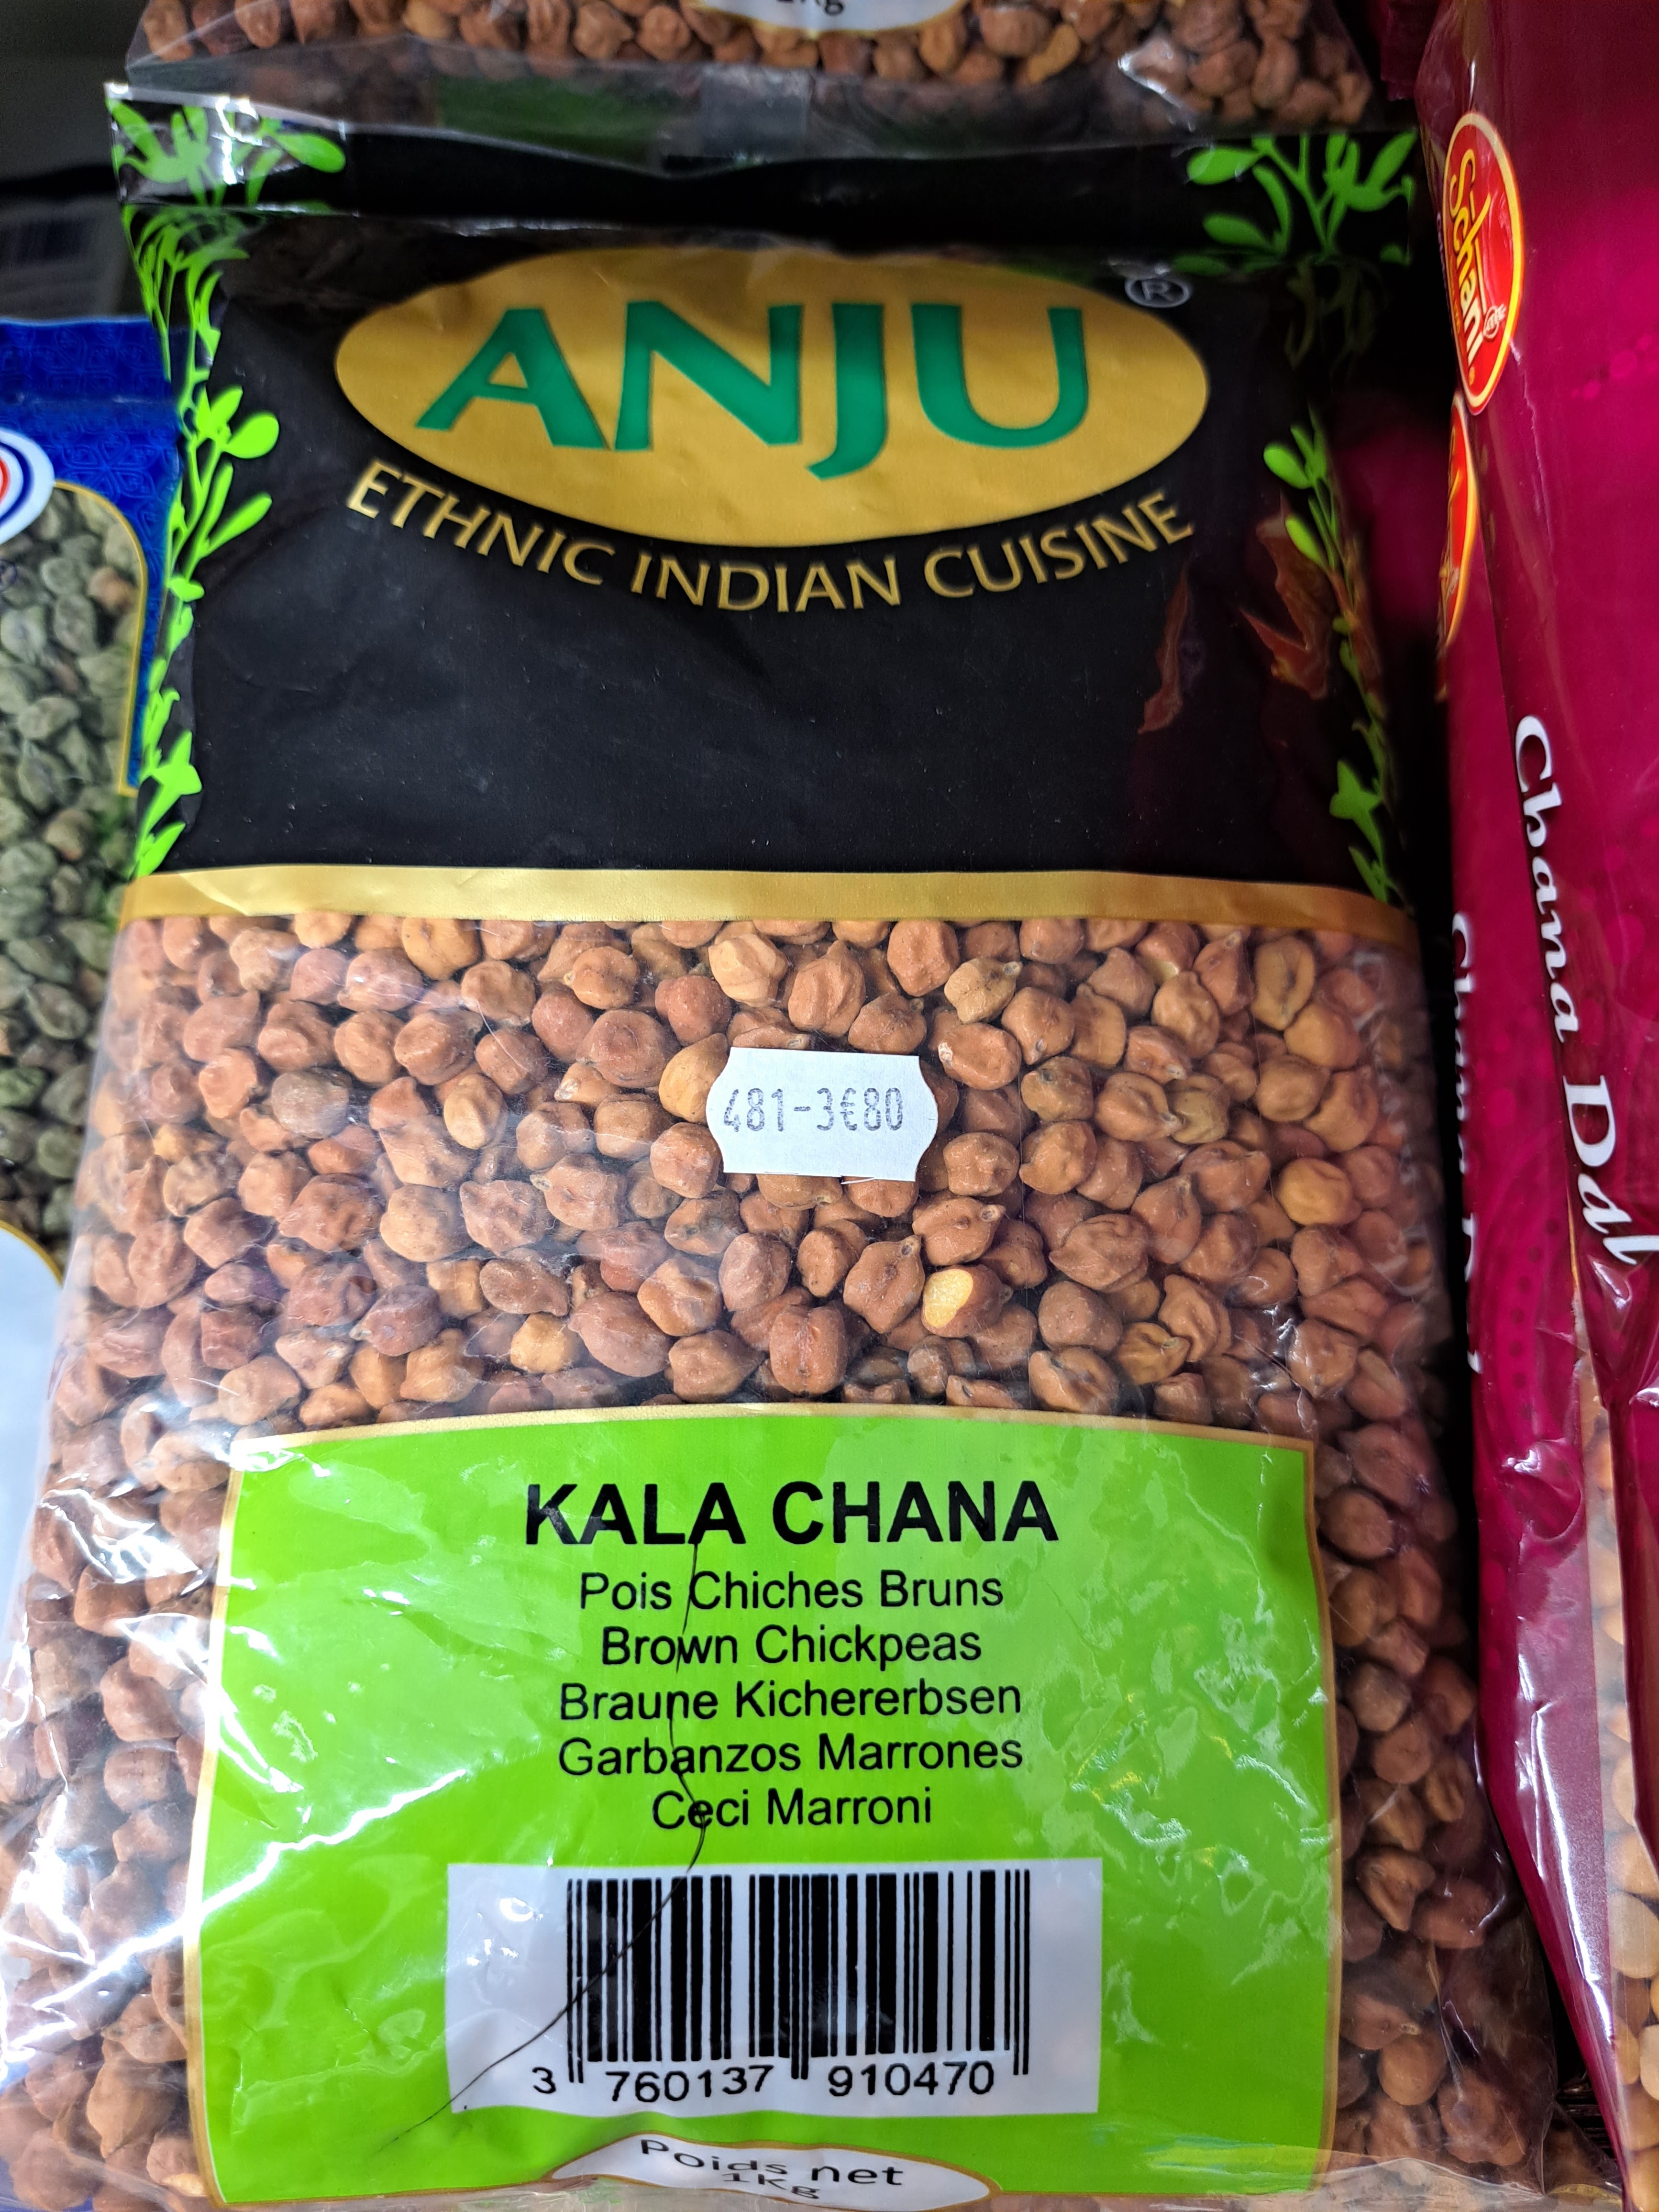 ANJU ®
ETHNIC INDIAN CUISINE
481-3€80
KALA CHANA
Pois Chiches Bruns
Brown Chickpeas
Braune Kichererbsen
Garbanzos Marrones
Ceci Marroni
3 760137 910470
Poids net
1Kg
Schani
Chana Dal
Chana